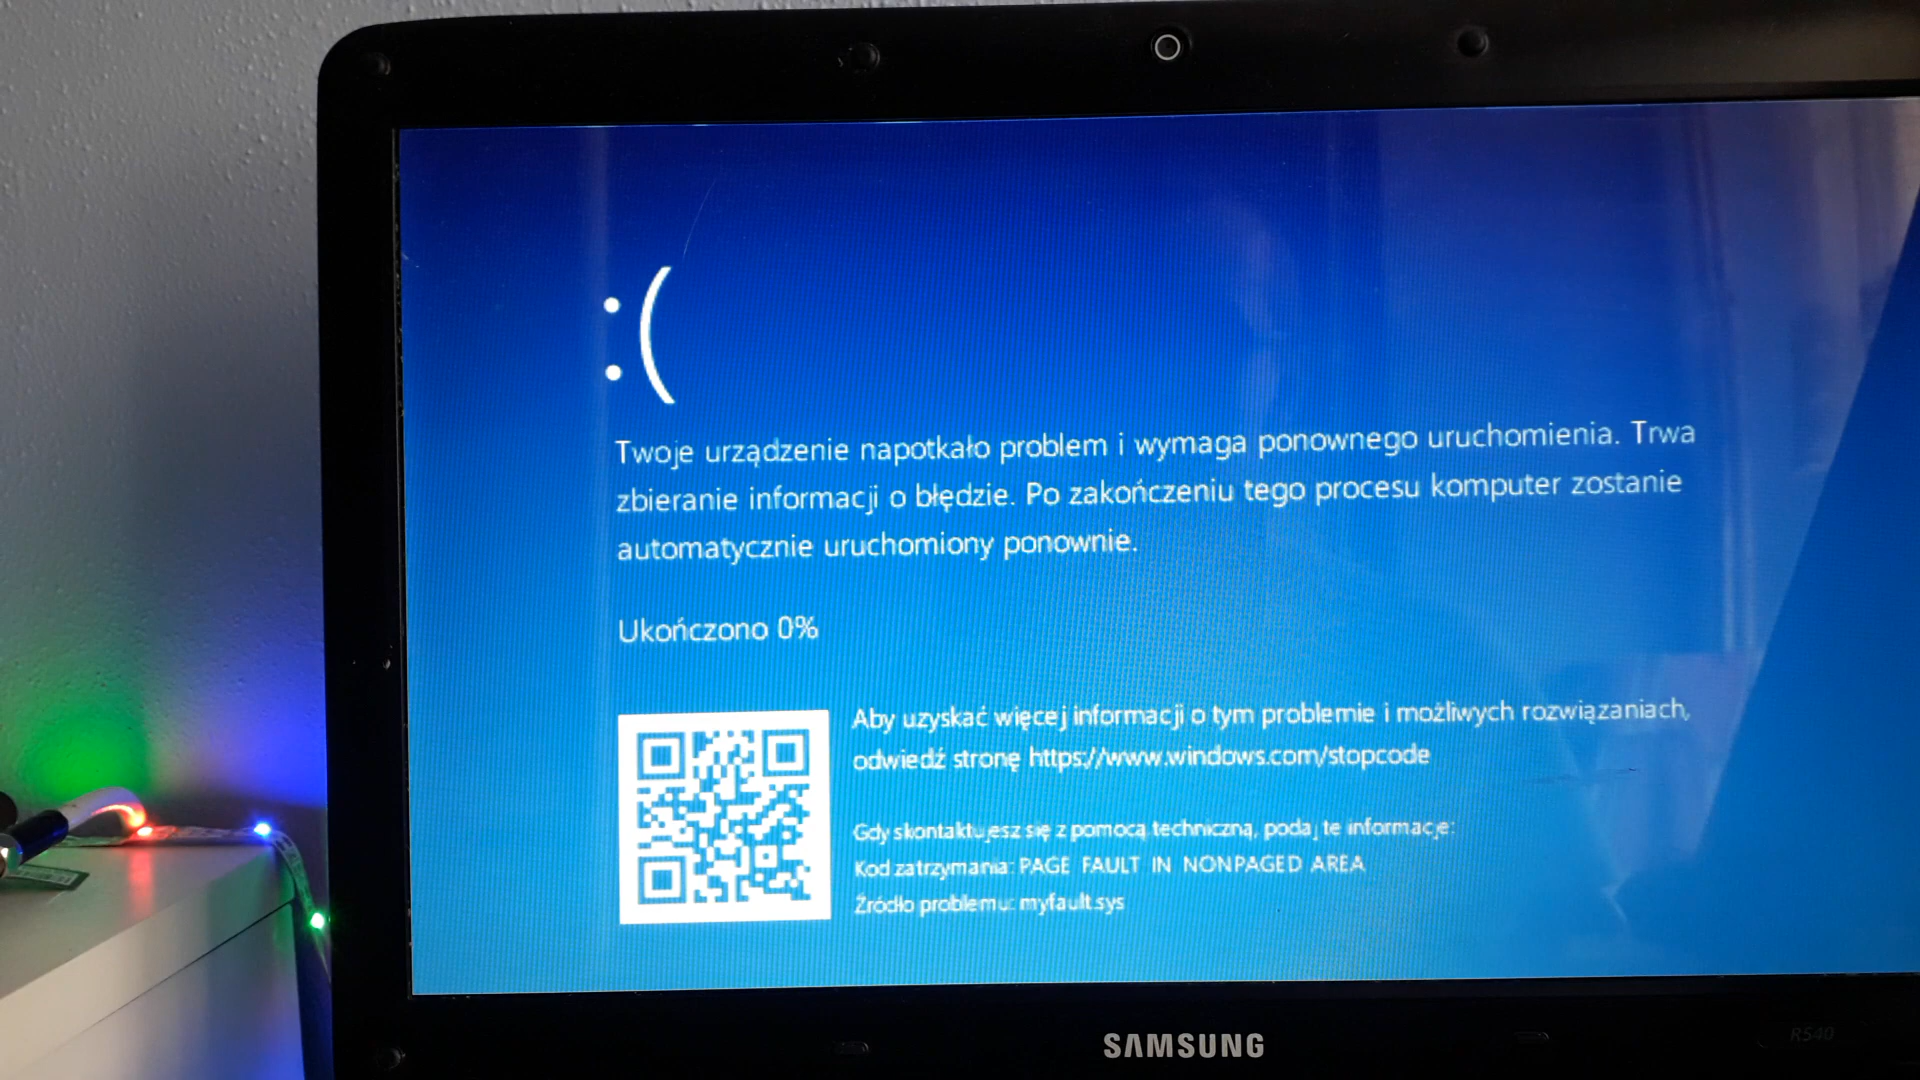 :(
Twoje urządzenie napotkało problem i wymaga ponownego uruchomienia. Trwa
zbieranie informacji o błędzie. Po zakończeniu tego procesu komputer zostanie
automatycznie uruchomiony ponownie.
Ukończono 0%
Aby uzyskać więcej informacji o tym problemie i możliwych rozwiązaniach,
odwiedź stronę https://www.windows.com/stopcode
Gdy skontaktujesz się z pomocą techniczną, podaj te informacje:
Kod zatrzymania: PAGE FAULT IN NONPAGED AREA
Źródło problemu: myfault.sys
SAMSUNG
R540